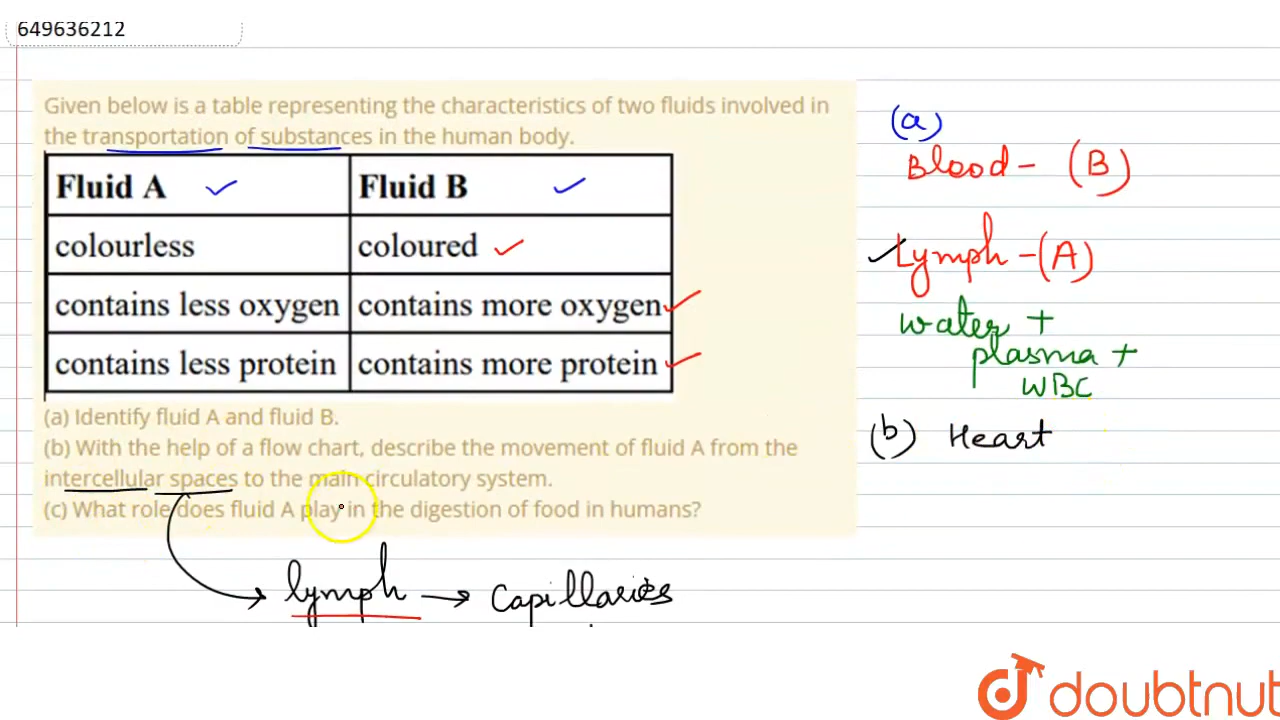 649636212
Given below is a table representing the characteristics of two fluids involved in
the transportation of substances in the human body.
Fluid A Fluid B
colourless coloured
contains less oxygen contains more oxygen
contains less protein contains more protein
(a) Identify fluid A and fluid B.
(b) With the help of a flow chart, describe the movement of fluid A from the
intercellular spaces to the main circulatory system.
(c) What role does fluid A play in the digestion of food in humans?
lymph → Capillaries
(a)
Blood - (B)
Lymph - (A)
water +
plasma +
WBC
(b) Heart
doubtnut